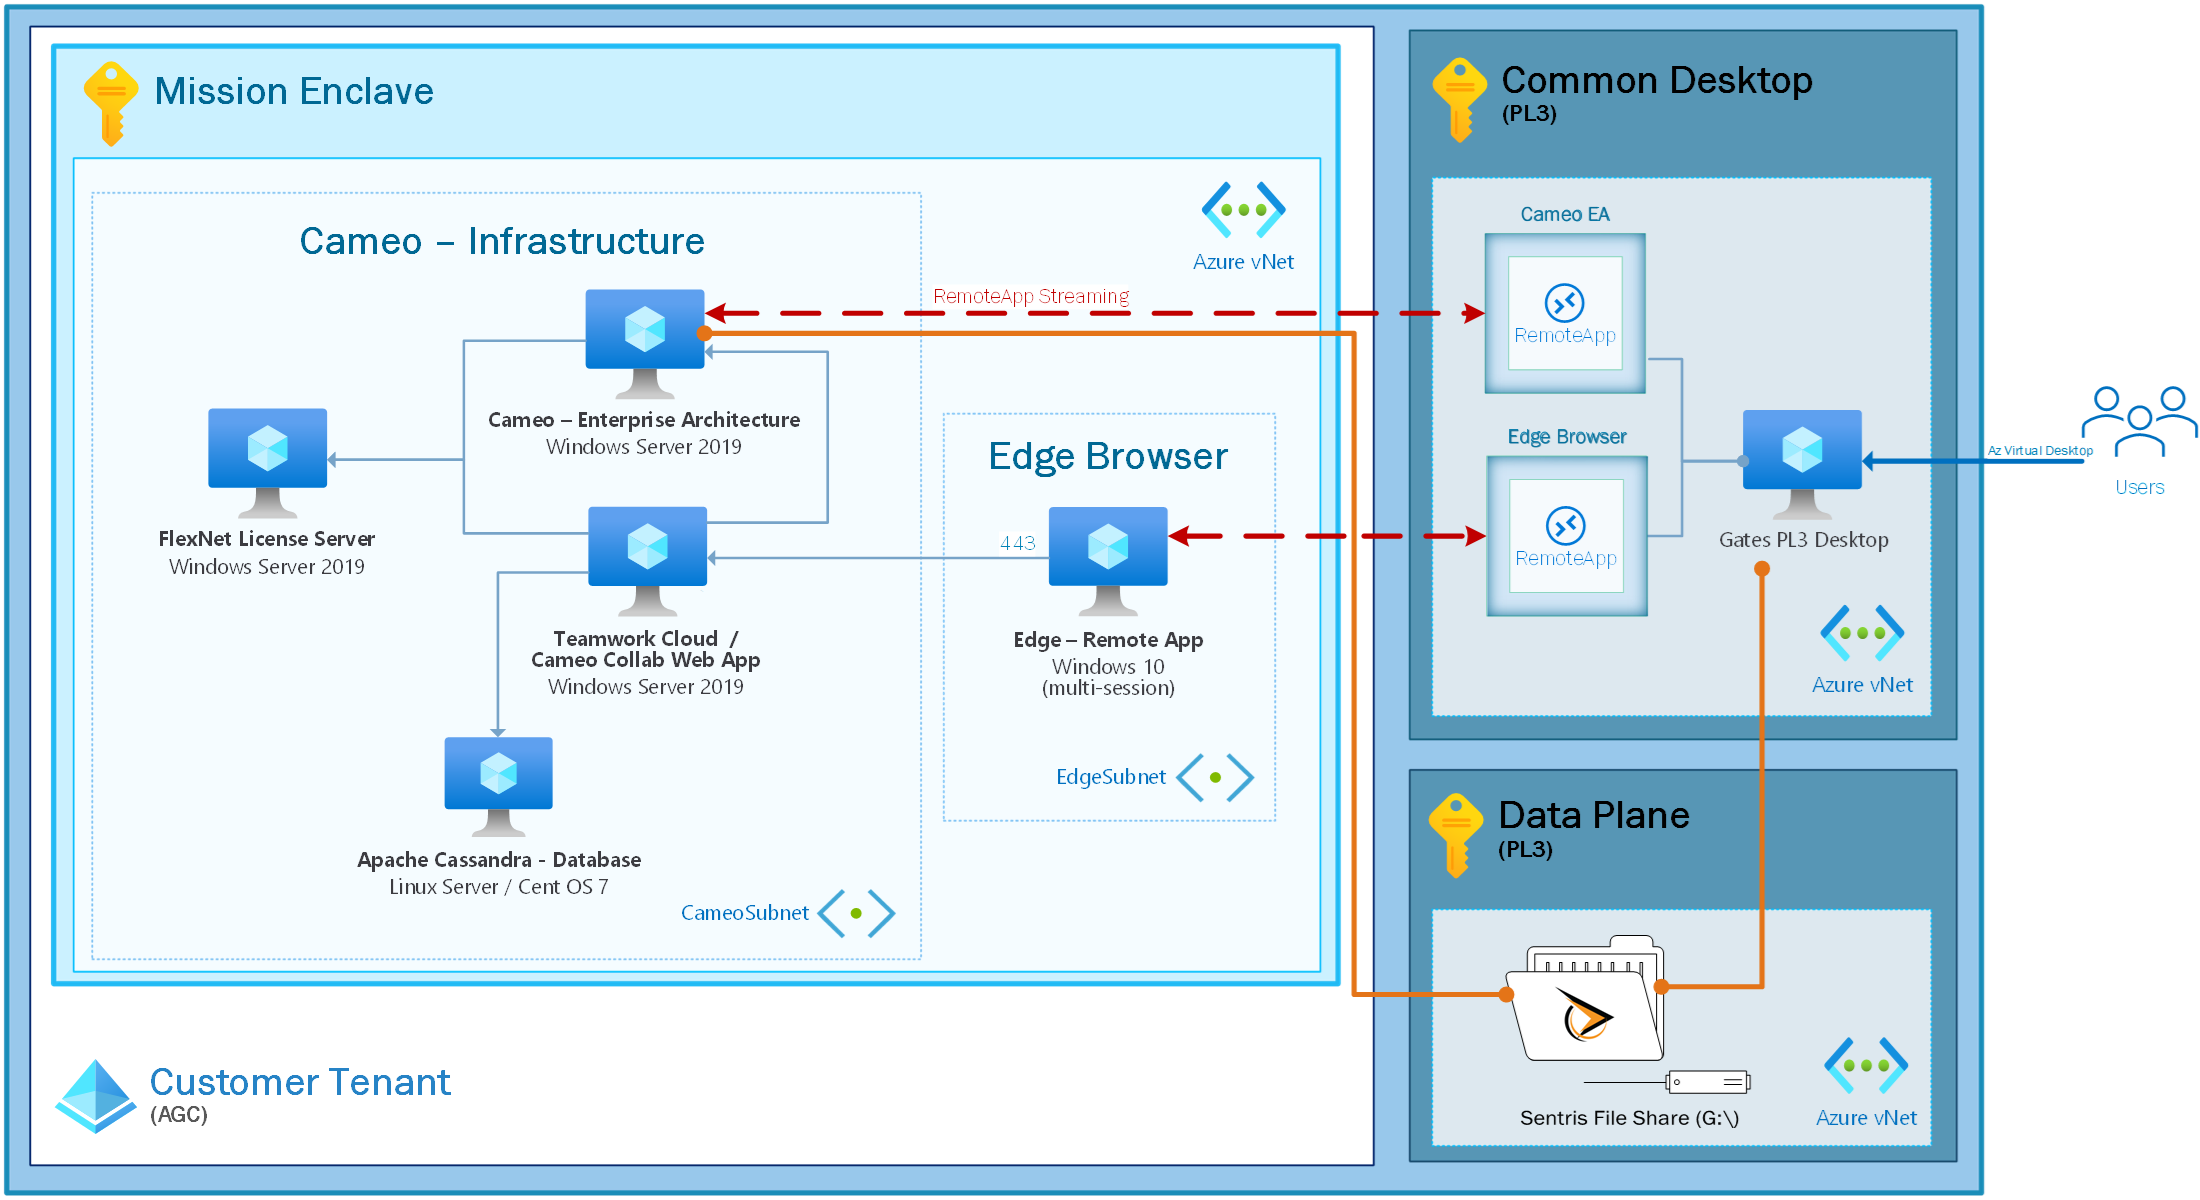 Mission Enclave
Cameo – Infrastructure
Azure vNet
RemoteApp Streaming
Cameo – Enterprise Architecture
Windows Server 2019
FlexNet License Server
Windows Server 2019
Teamwork Cloud /
Cameo Collab Web App
Windows Server 2019
Apache Cassandra - Database
Linux Server / Cent OS 7
CameoSubnet
Edge Browser
443
Edge – Remote App
Windows 10
(multi-session)
EdgeSubnet
Customer Tenant
(AGC)
Common Desktop
(PL3)
Cameo EA
RemoteApp
Edge Browser
RemoteApp
Gates PL3 Desktop
Azure vNet
Az Virtual Desktop
Users
Data Plane
(PL3)
Sentris File Share (G:\)
Azure vNet